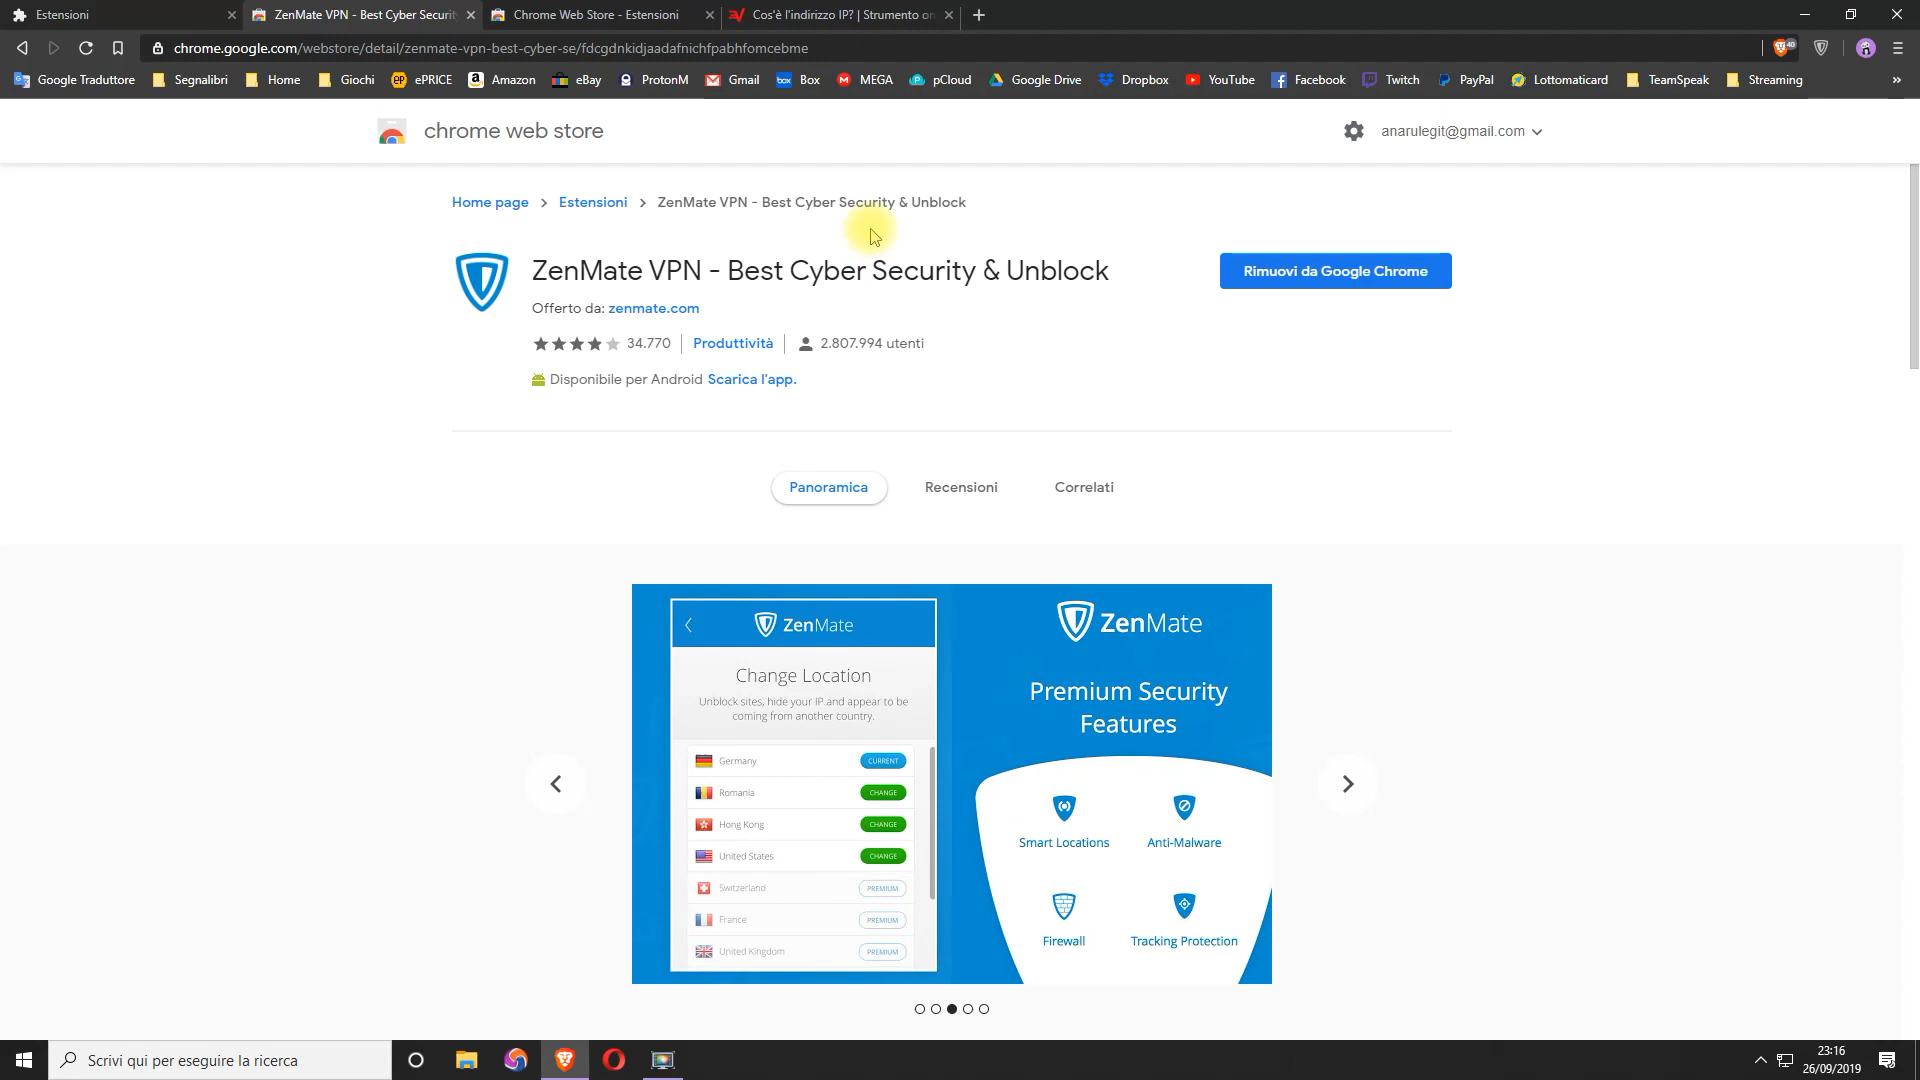 Estensioni
ZenMate VPN - Best Cyber Securit
Chrome Web Store - Estensioni
Cos'è l'indirizzo IP? | Strumento on
chrome.google.com/webstore/detail/zenmate-vpn-best-cyber-se/fdcgdnkidjaadafnichfpabhfomcebme
Google Traduttore Segnalibri Home Giochi ePRICE Amazon eBay ProtonM Gmail Box MEGA pCloud Google Drive Dropbox YouTube Facebook Twitch PayPal Lottomaticard TeamSpeak Streaming »
chrome web store
anarulegit@gmail.com
Home page > Estensioni > ZenMate VPN - Best Cyber Security & Unblock
ZenMate VPN - Best Cyber Security & Unblock
Rimuovi da Google Chrome
Offerto da: zenmate.com
34.770 Produttività 2.807.994 utenti
Disponibile per Android Scarica l'app.
Panoramica Recensioni Correlati
ZenMate
Change Location
Unblock sites, hide your IP and appear to be
coming from another country.
Germany CURRENT
Romania CHANGE
Hong Kong CHANGE
United States CHANGE
Switzerland PREMIUM
France PREMIUM
United Kingdom PREMIUM
ZenMate
Premium Security
Features
Smart Locations Anti-Malware
Firewall Tracking Protection
Scrivi qui per eseguire la ricerca
23:16
26/09/2019